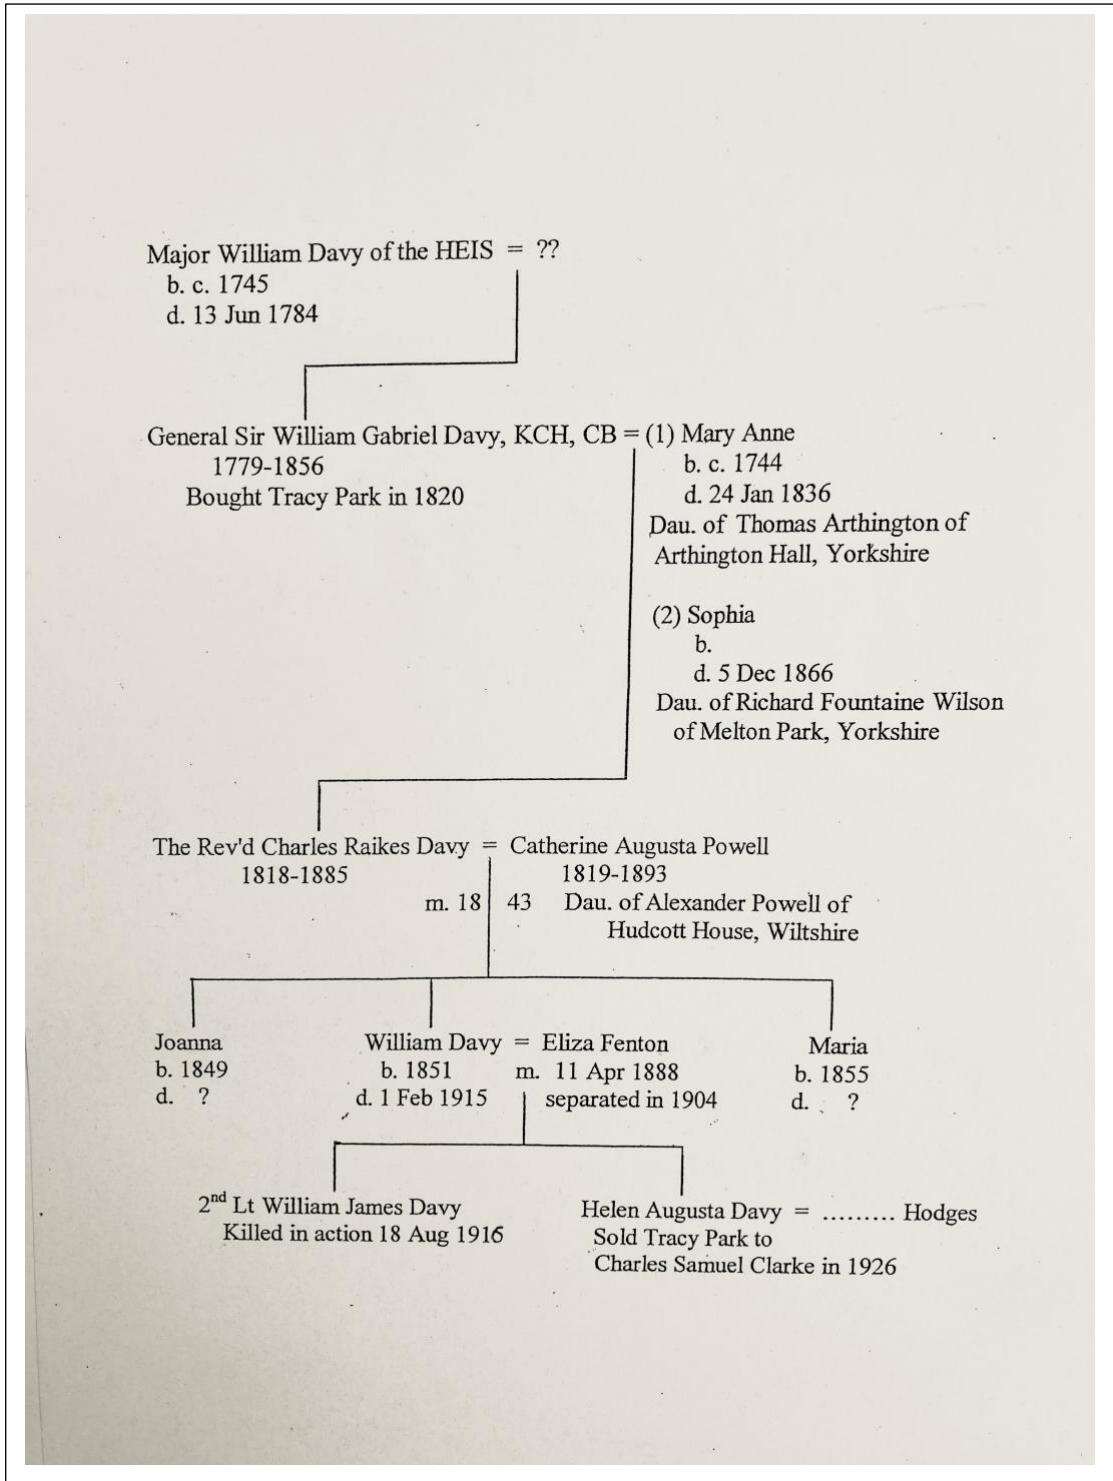 Major William Davy of the HEIS = ??
b. c. 1745
d. 13 Jun 1784
General Sir William Gabriel Davy, KCH, CB = (1) Mary Anne
1779-1856
Bought Tracy Park in 1820
b. c. 1744
d. 24 Jan 1836
Dau. of Thomas Arthington of
Arthington Hall, Yorkshire
(2) Sophia
b.
d. 5 Dec 1866
Dau. of Richard Fountaine Wilson
of Melton Park, Yorkshire
The Rev'd Charles Raikes Davy = Catherine Augusta Powell
1818-1885
1819-1893
m. 18 43 Dau. of Alexander Powell of
Hudcott House, Wiltshire
Joanna
b. 1849
d. ?
William Davy = Eliza Fenton
b. 1851 m. 11 Apr 1888
d. 1 Feb 1915 separated in 1904
Maria
b. 1855
d. ?
2nd Lt William James Davy
Killed in action 18 Aug 1916
Helen Augusta Davy = ......... Hodges
Sold Tracy Park to
Charles Samuel Clarke in 1926